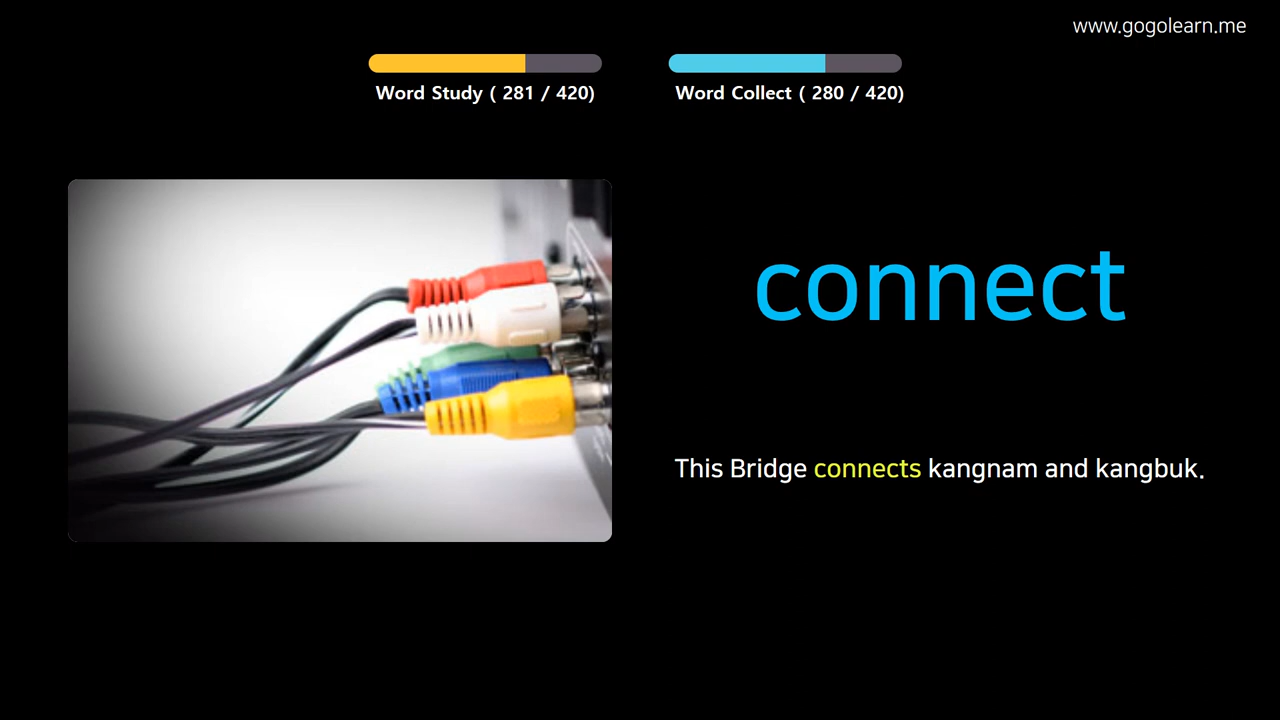 www.gogolearn.me
Word Study ( 281 / 420)
Word Collect ( 280 / 420)
connect
This Bridge connects kangnam and kangbuk.